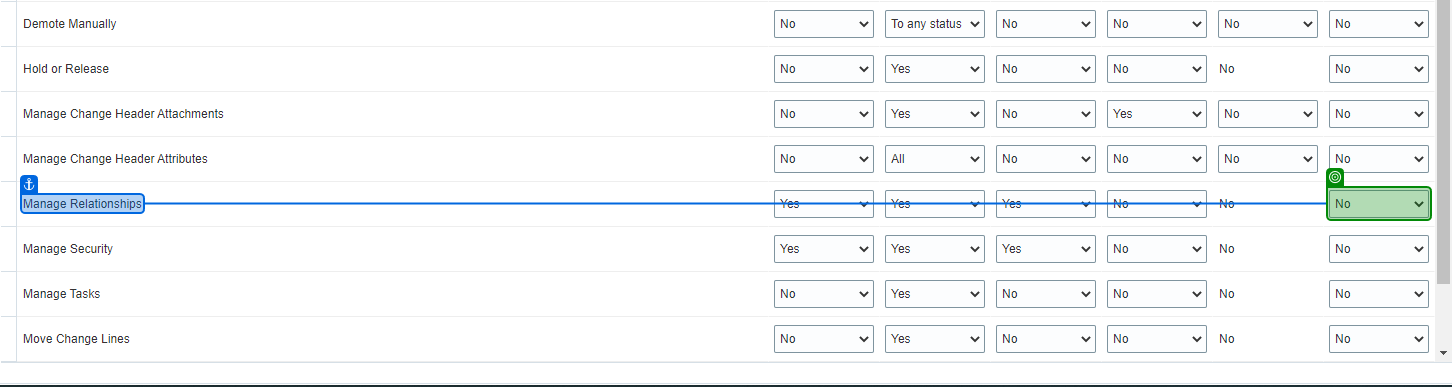 Demote Manually No To any status No No No No
Hold or Release No Yes No No No No
Manage Change Header Attachments No Yes No Yes No No
Manage Change Header Attributes No All No No No No
Manage Relationships Yes Yes Yes No No No
Manage Security Yes Yes Yes No No No
Manage Tasks No Yes No No No No
Move Change Lines No Yes No No No No